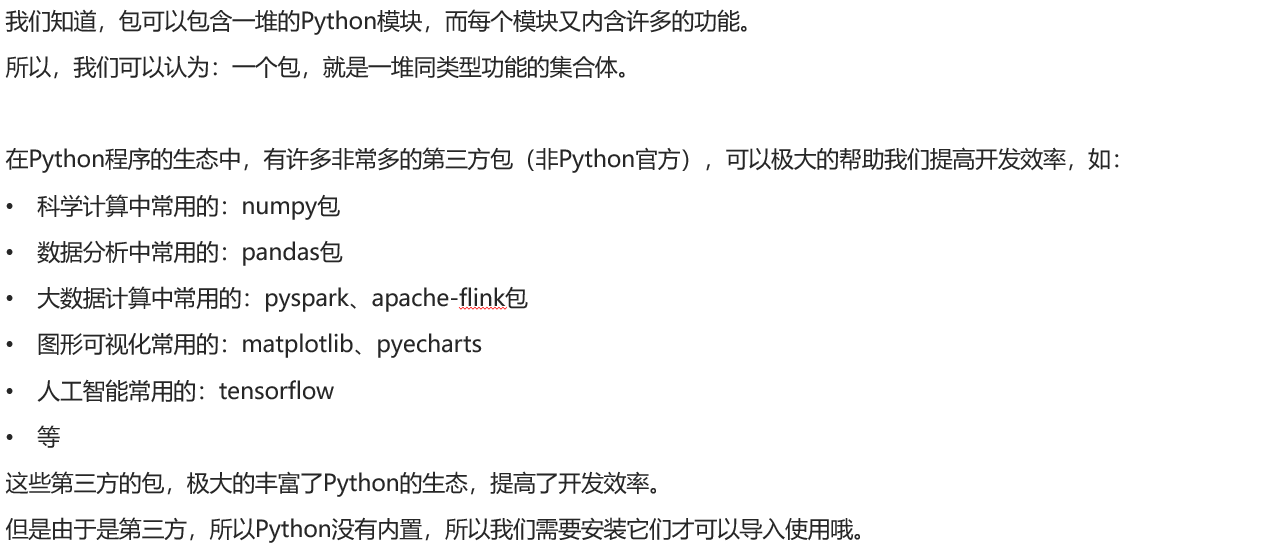 我们知道，包可以包含一堆的Python模块，而每个模块又内含许多的功能。
所以，我们可以认为：一个包，就是一堆同类型功能的集合体。
在Python程序的生态中，有许多非常多的第三方包（非Python官方），可以极大的帮助我们提高开发效率，如：
• 科学计算中常用的：numpy包
• 数据分析中常用的：pandas包
• 大数据计算中常用的：pyspark、apache-flink包
• 图形可视化常用的：matplotlib、pyecharts
• 人工智能常用的：tensorflow
• 等
这些第三方的包，极大的丰富了Python的生态，提高了开发效率。
但是由于是第三方，所以Python没有内置，所以我们需要安装它们才可以导入使用哦。